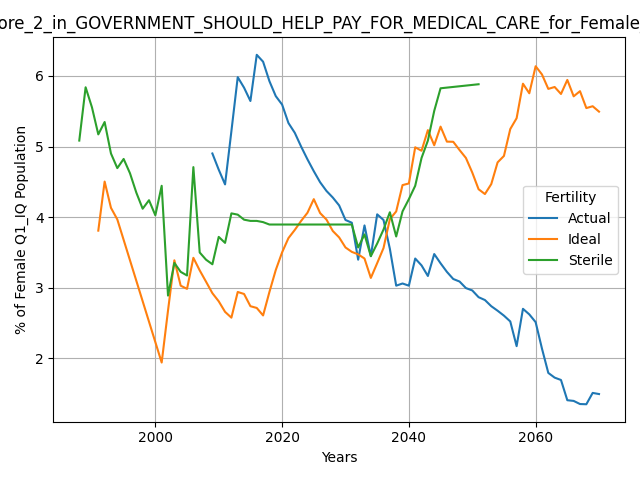 ore_2_in_GOVERNMENT_SHOULD_HELP_PAY_FOR_MEDICAL_CARE_for_Female
6
5
4
3
2
% of Female Q1_IQ Population
Fertility
Actual
Ideal
Sterile
2000
2020
2040
2060
Years